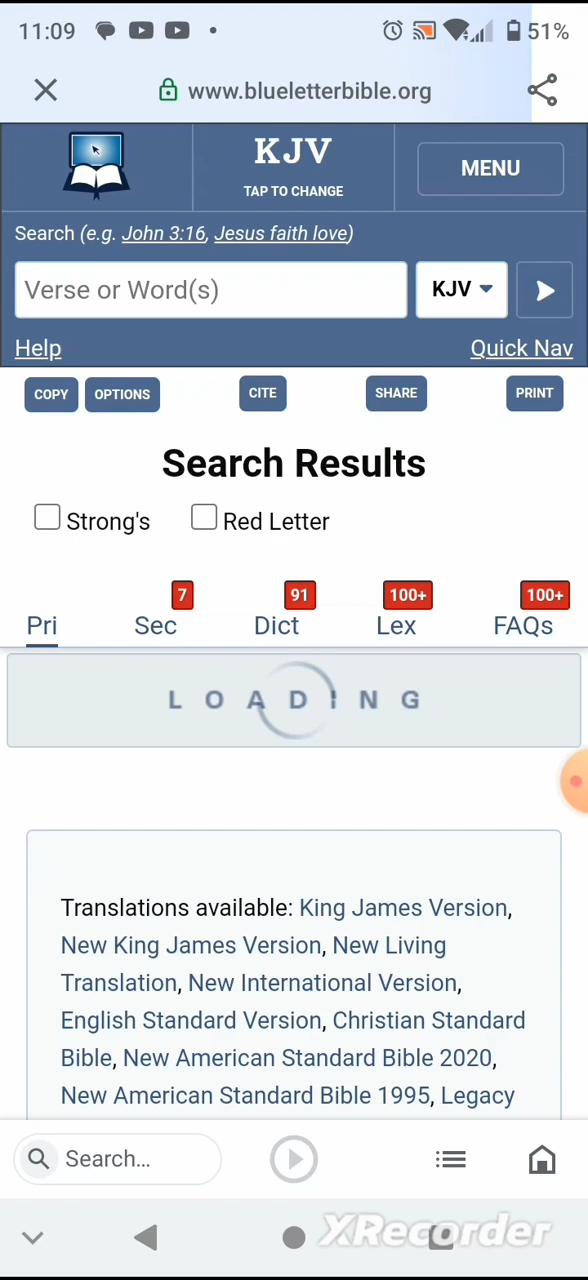 11:09
51%
www.blueletterbible.org
KJV
TAP TO CHANGE
MENU
Search (e.g. John 3:16, Jesus faith love)
Verse or Word(s)
KJV
Help
Quick Nav
COPY
OPTIONS
CITE
SHARE
PRINT
Search Results
Strong's
Red Letter
7
91
100+
100+
Pri
Sec
Dict
Lex
FAQs
LOADING
Translations available: King James Version,
New King James Version, New Living
Translation, New International Version,
English Standard Version, Christian Standard
Bible, New American Standard Bible 2020,
New American Standard Bible 1995, Legacy
Search...
XRecorder